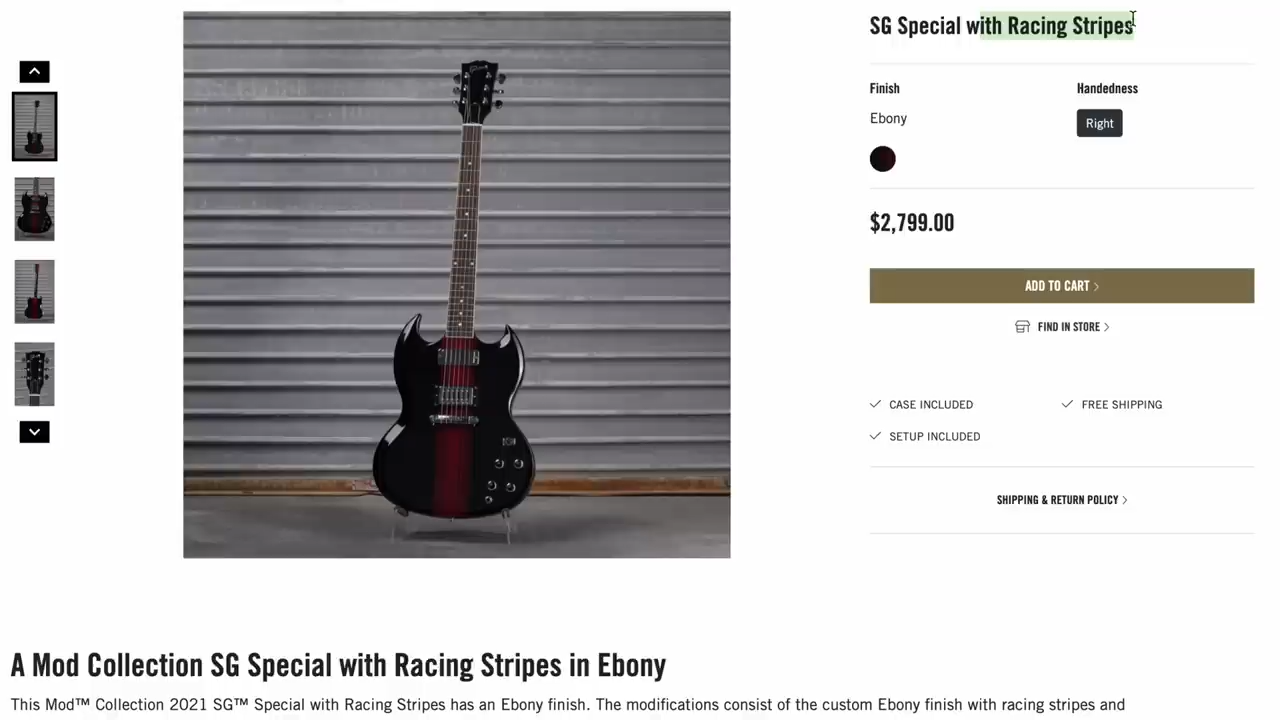 SG Special with Racing Stripes
Finish
Handedness
Ebony
Right
$2,799.00
ADD TO CART
FIND IN STORE
CASE INCLUDED
FREE SHIPPING
SETUP INCLUDED
SHIPPING & RETURN POLICY
A Mod Collection SG Special with Racing Stripes in Ebony
This Mod™ Collection 2021 SG™ Special with Racing Stripes has an Ebony finish. The modifications consist of the custom Ebony finish with racing stripes and